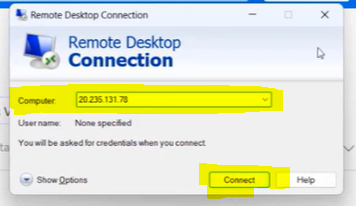 Remote Desktop Connection
Remote Desktop
Connection
Computer: 20.235.131.78
User name: None specified
You will be asked for credentials when you connect.
Show Options Connect Help